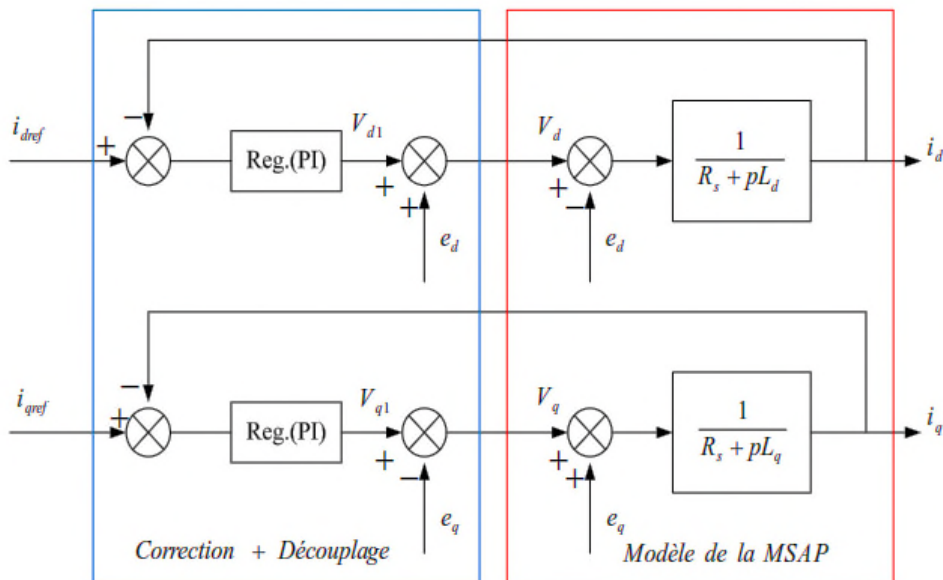 i_dref
+
−
Reg.(PI)
V_d1
+
+
e_d
V_d
+
−
e_d
1
R_s + pL_d
i_d
i_qref
+
−
Reg.(PI)
V_q1
+
−
e_q
V_q
+
+
e_q
1
R_s + pL_q
i_q
Correction + Découplage
Modèle de la MSAP